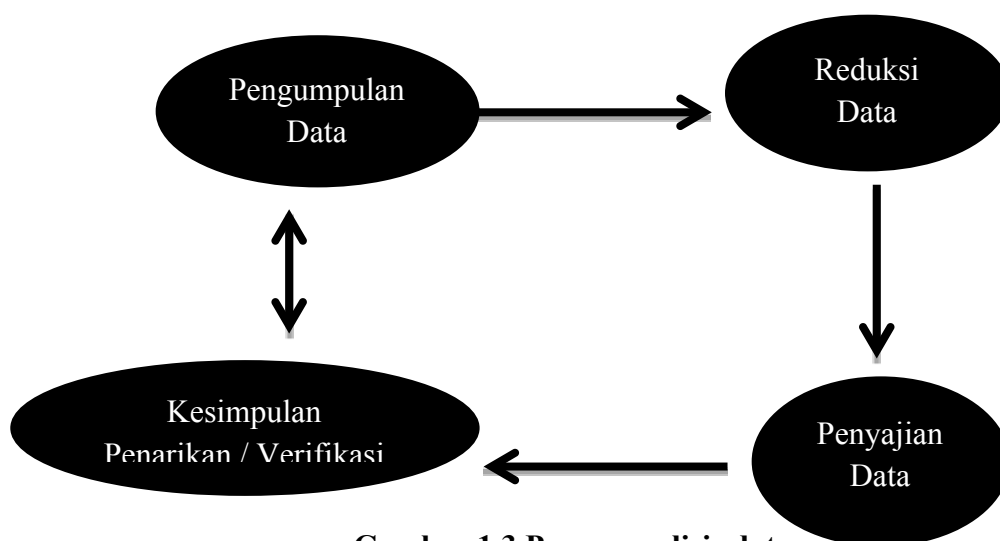 Pengumpulan
Data
Reduksi
Data
Kesimpulan
Penarikan / Verifikasi
Penyajian
Data